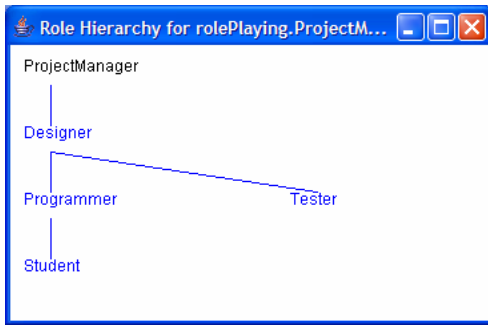 Role Hierarchy for rolePlaying.ProjectM...
ProjectManager
Designer
Programmer Tester
Student